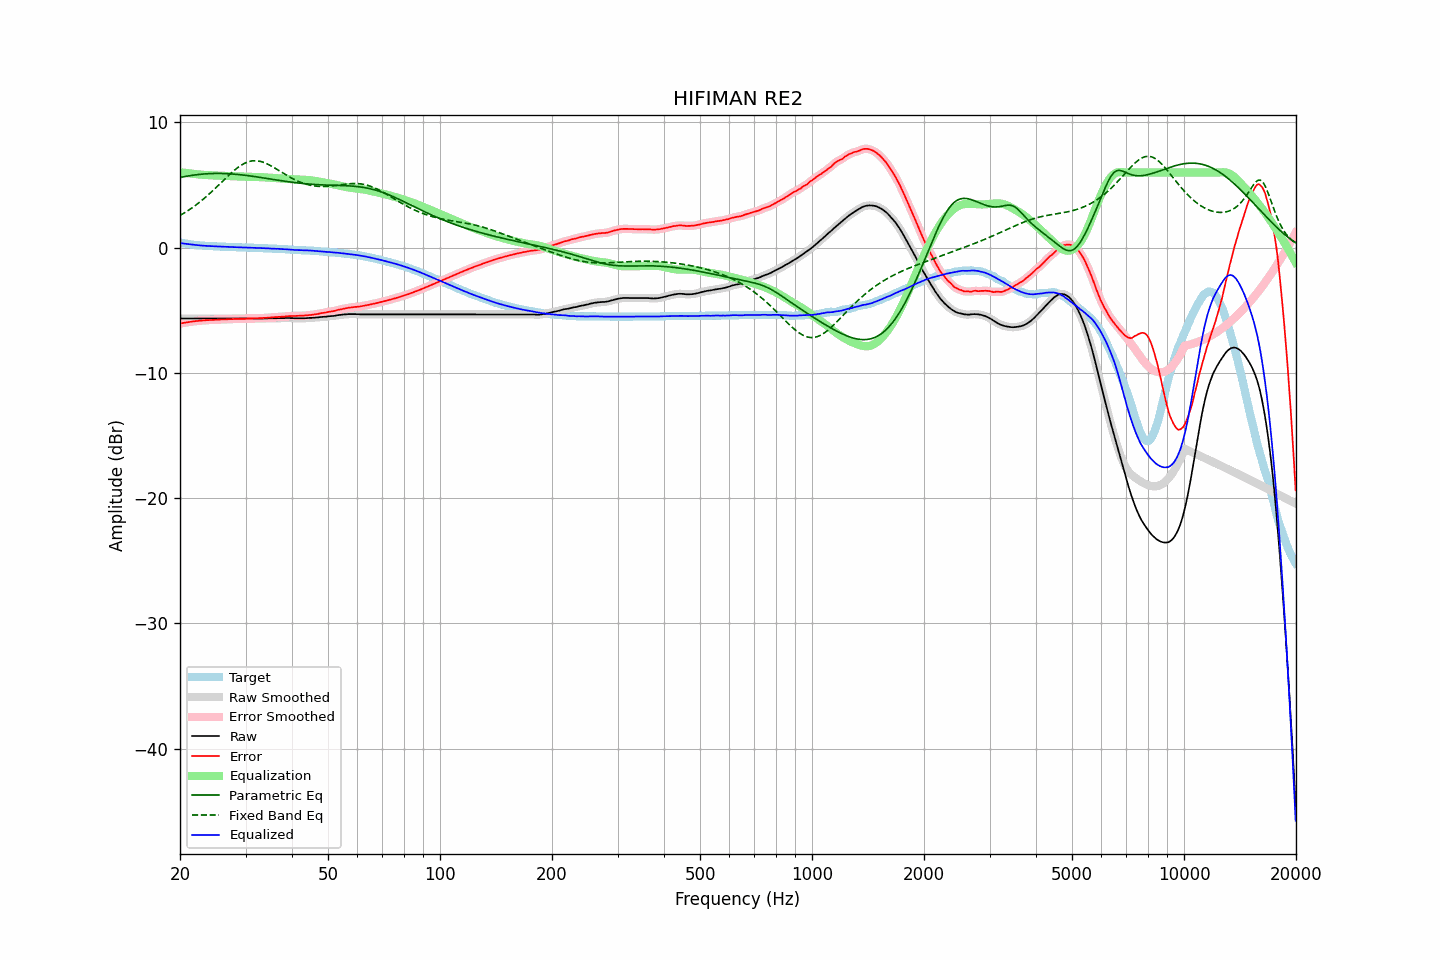 HIFIMAN RE2
10
0
−10
−20
−30
−40
Amplitude (dBr)
Target
Raw Smoothed
Error Smoothed
Raw
Error
Equalization
Parametric Eq
Fixed Band Eq
Equalized
20 50 100 200 500 1000 2000 5000 10000 20000
Frequency (Hz)